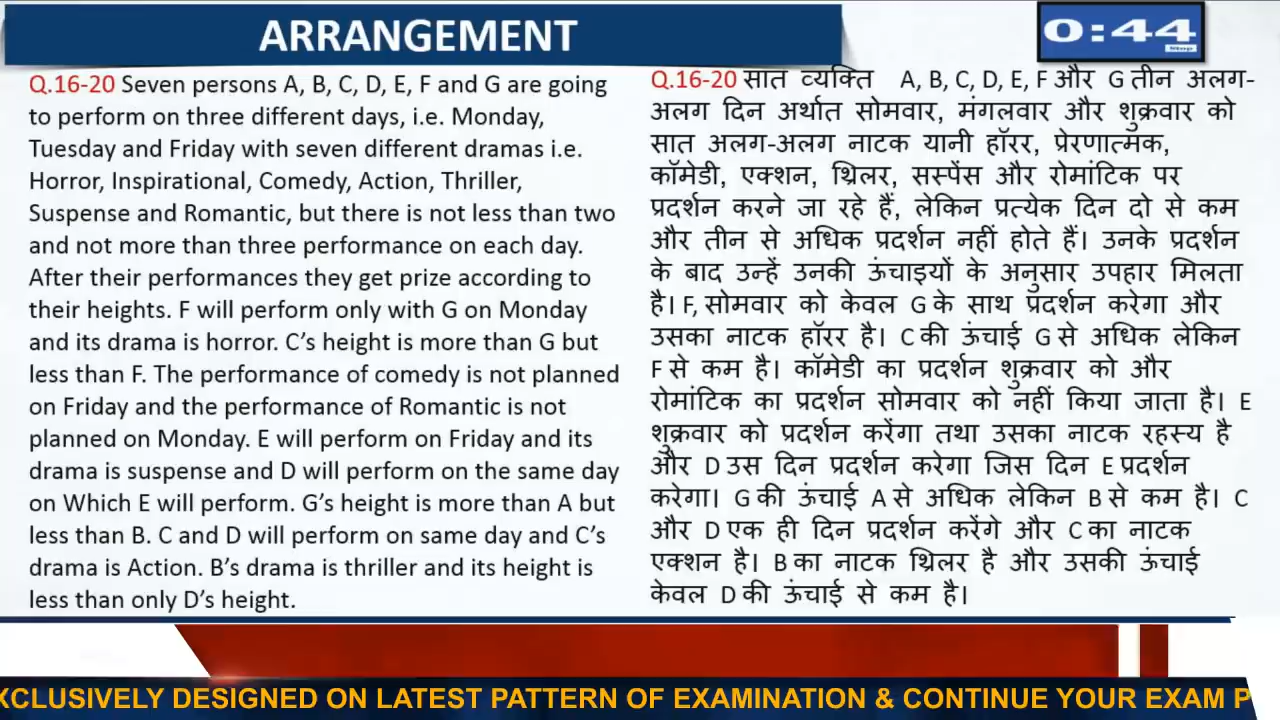 ARRANGEMENT
0:44
Stop
Q.16-20 Seven persons A, B, C, D, E, F and G are going
to perform on three different days, i.e. Monday,
Tuesday and Friday with seven different dramas i.e.
Horror, Inspirational, Comedy, Action, Thriller,
Suspense and Romantic, but there is not less than two
and not more than three performance on each day.
After their performances they get prize according to
their heights. F will perform only with G on Monday
and its drama is horror. C’s height is more than G but
less than F. The performance of comedy is not planned
on Friday and the performance of Romantic is not
planned on Monday. E will perform on Friday and its
drama is suspense and D will perform on the same day
on Which E will perform. G’s height is more than A but
less than B. C and D will perform on same day and C’s
drama is Action. B’s drama is thriller and its height is
less than only D’s height.
Q.16-20 सात व्यक्ति A, B, C, D, E, F और G तीन अलग-
अलग दिन अर्थात सोमवार, मंगलवार और शुक्रवार को
सात अलग-अलग नाटक यानी हॉरर, प्रेरणात्मक,
कॉमेडी, एक्शन, थ्रिलर, सस्पेंस और रोमांटिक पर
प्रदर्शन करने जा रहे हैं, लेकिन प्रत्येक दिन दो से कम
और तीन से अधिक प्रदर्शन नहीं होते हैं। उनके प्रदर्शन
के बाद उन्हें उनकी ऊंचाइयों के अनुसार उपहार मिलता
है। F, सोमवार को केवल G के साथ प्रदर्शन करेगा और
उसका नाटक हॉरर है। C की ऊंचाई G से अधिक लेकिन
F से कम है। कॉमेडी का प्रदर्शन शुक्रवार को और
रोमांटिक का प्रदर्शन सोमवार को नहीं किया जाता है। E
शुक्रवार को प्रदर्शन करेंगा तथा उसका नाटक रहस्य है
और D उस दिन प्रदर्शन करेगा जिस दिन E प्रदर्शन
करेगा। G की ऊंचाई A से अधिक लेकिन B से कम है। C
और D एक ही दिन प्रदर्शन करेंगे और C का नाटक
एक्शन है। B का नाटक थ्रिलर है और उसकी ऊंचाई
केवल D की ऊंचाई से कम है।
XCLUSIVELY DESIGNED ON LATEST PATTERN OF EXAMINATION & CONTINUE YOUR EXAM P